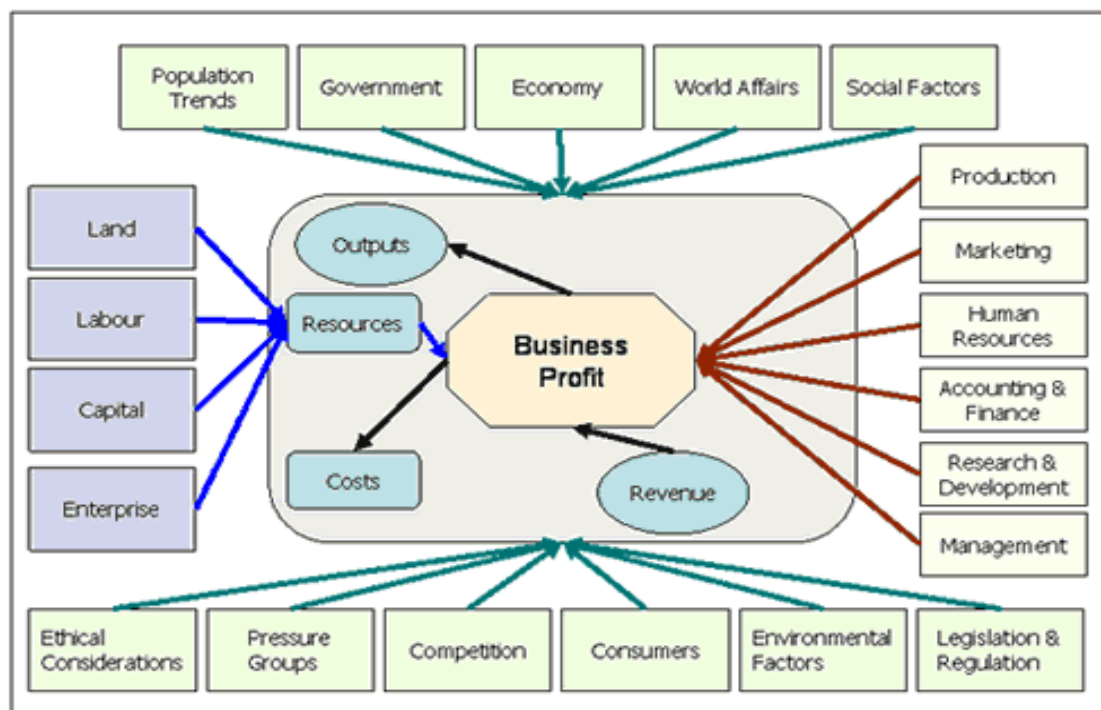 Population
Trends
Government
Economy
World Affairs
Social Factors
Land
Labour
Capital
Enterprise
Outputs
Resources
Business
Profit
Costs
Revenue
Production
Marketing
Human
Resources
Accounting &
Finance
Research &
Development
Management
Ethical
Considerations
Pressure
Groups
Competition
Consumers
Environmental
Factors
Legislation &
Regulation